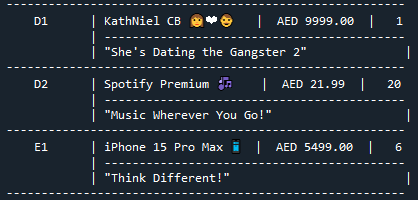 D1 | KathNiel CB 👩❤👨 | AED 9999.00 | 1
"She's Dating the Gangster 2" |
D2 | Spotify Premium 🎵 | AED 21.99 | 20
"Music Wherever You Go!" |
E1 | iPhone 15 Pro Max 📱 | AED 5499.00 | 6
"Think Different!" |